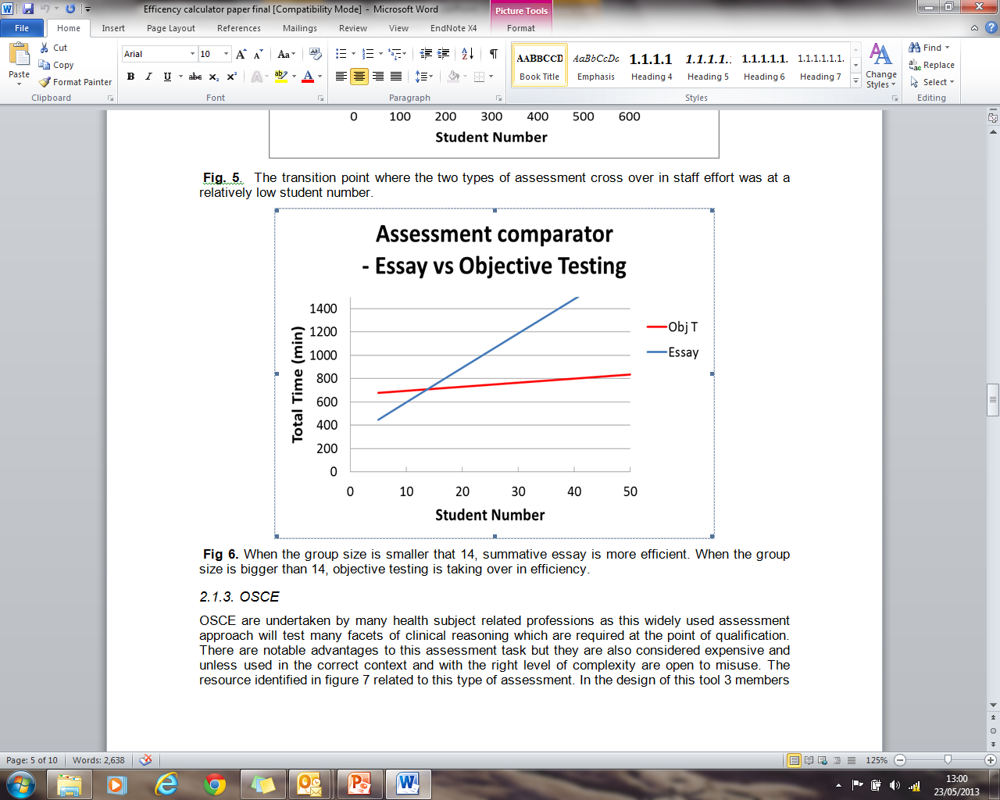 Efficency calculator paper final [Compatibility Mode] - Microsoft Word
Picture Tools
File Home Insert Page Layout References Mailings Review View EndNote X4 Format
Paste
Cut
Copy
Format Painter
Clipboard
Arial 10
Font
Paragraph
AABBCCD AaBbCcDc 1.1.1.1 1.1.1.1. 1.1.1.1.1. 1.1.1.1.1.
Book Title Emphasis Heading 4 Heading 5 Heading 6 Heading 7
Change Styles
Styles
Find
Replace
Select
Editing
0 100 200 300 400 500 600
Student Number
Fig. 5. The transition point where the two types of assessment cross over in staff effort was at a
relatively low student number.
Assessment comparator
- Essay vs Objective Testing
Total Time (min)
1400
1200
1000
800
600
400
200
0
0 10 20 30 40 50
Student Number
Obj T
Essay
Fig 6. When the group size is smaller that 14, summative essay is more efficient. When the group
size is bigger than 14, objective testing is taking over in efficiency.
2.1.3. OSCE
OSCE are undertaken by many health subject related professions as this widely used assessment
approach will test many facets of clinical reasoning which are required at the point of qualification.
There are notable advantages to this assessment task but they are also considered expensive and
unless used in the correct context and with the right level of complexity are open to misuse. The
resource identified in figure 7 related to this type of assessment. In the design of this tool 3 members
Page: 5 of 10 Words: 2,638 125%
13:00
23/05/2013